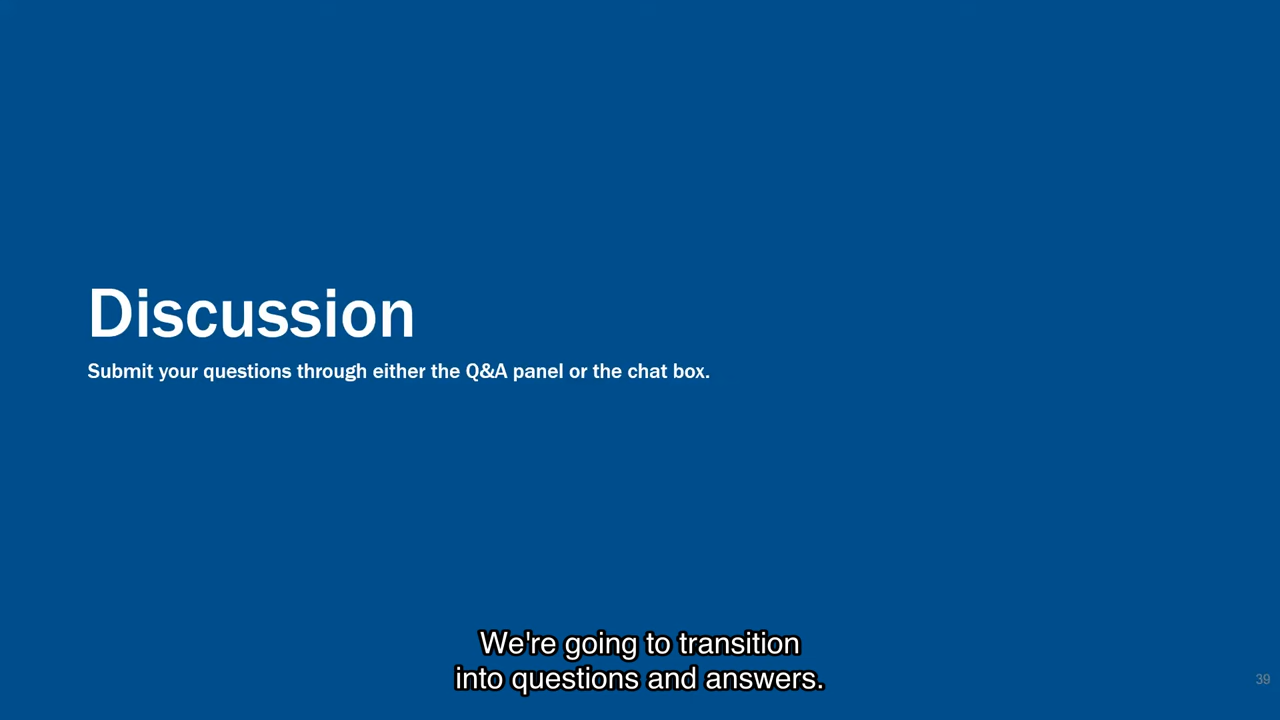 Discussion
Submit your questions through either the Q&A panel or the chat box.
We're going to transition
into questions and answers.
39